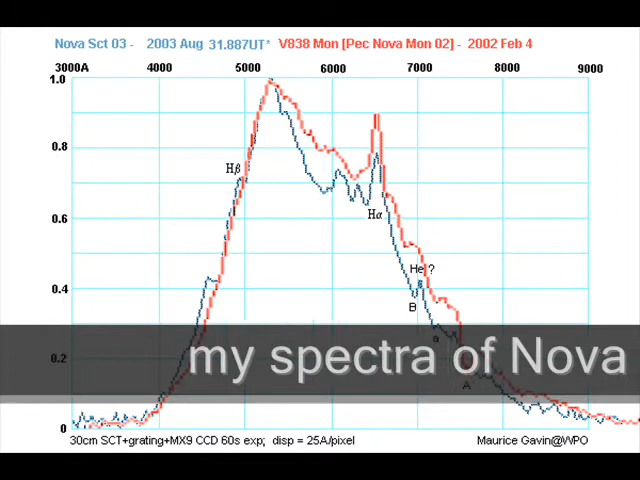 Nova Sct 03 - 2003 Aug 31.887UT* V838 Mon [Pec Nova Mon 02] - 2002 Feb 4
3000A 4000 5000 6000 7000 8000 9000
1.0
0.8
Hβ
0.6
Hα
He ?
0.4
B
a
my spectra of Nova
0.2
A
0
30cm SCT+grating+MX9 CCD 60s exp; disp = 25A/pixel Maurice Gavin@WPO